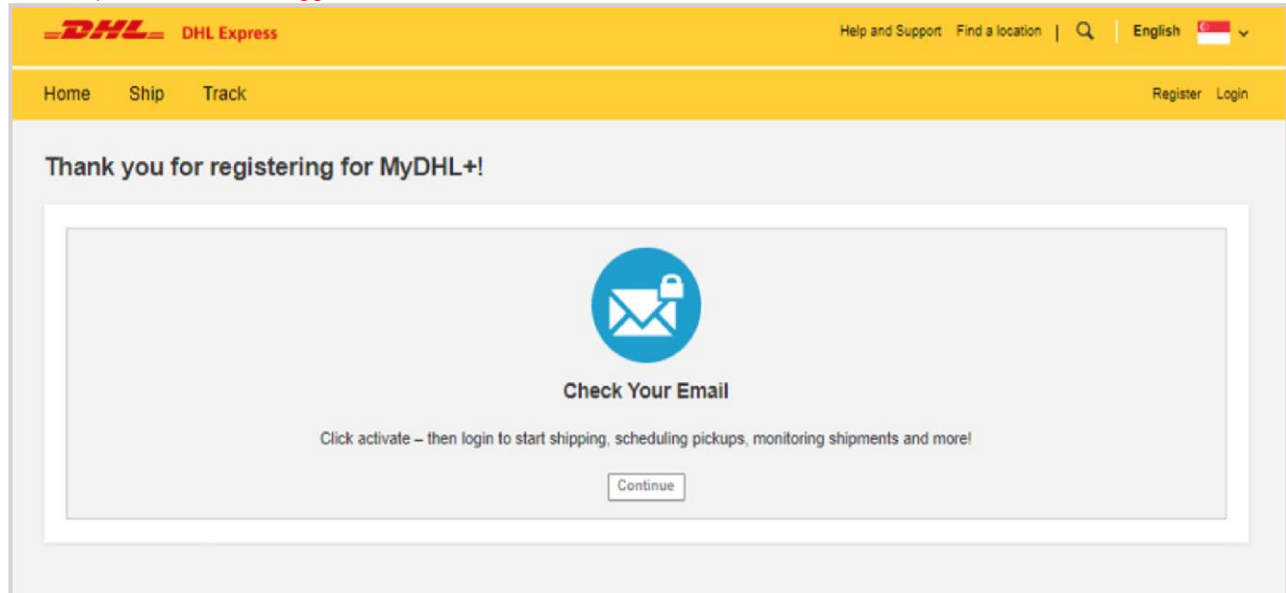 DHL DHL Express Help and Support Find a location | English
Home Ship Track Register Login
Thank you for registering for MyDHL+!
Check Your Email
Click activate – then login to start shipping, scheduling pickups, monitoring shipments and more!
Continue